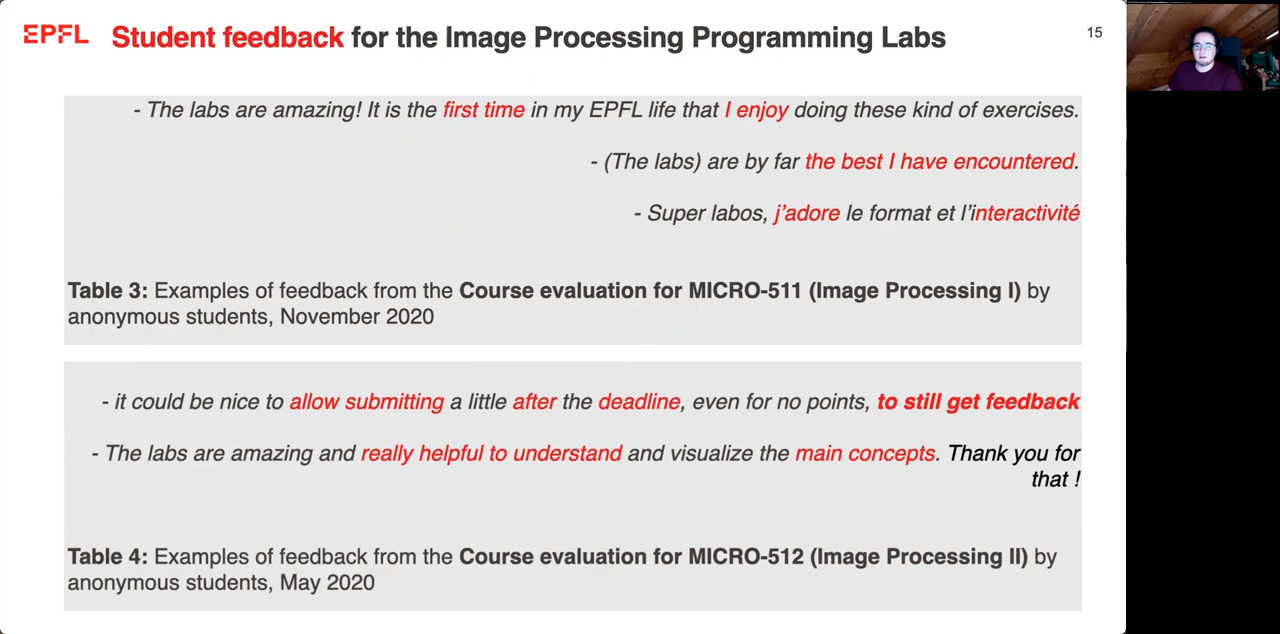 EPFL Student feedback for the Image Processing Programming Labs
15
- The labs are amazing! It is the first time in my EPFL life that I enjoy doing these kind of exercises.
- (The labs) are by far the best I have encountered.
- Super labos, j'adore le format et l'interactivité
Table 3: Examples of feedback from the Course evaluation for MICRO-511 (Image Processing I) by
anonymous students, November 2020
- it could be nice to allow submitting a little after the deadline, even for no points, to still get feedback
- The labs are amazing and really helpful to understand and visualize the main concepts. Thank you for
that !
Table 4: Examples of feedback from the Course evaluation for MICRO-512 (Image Processing II) by
anonymous students, May 2020